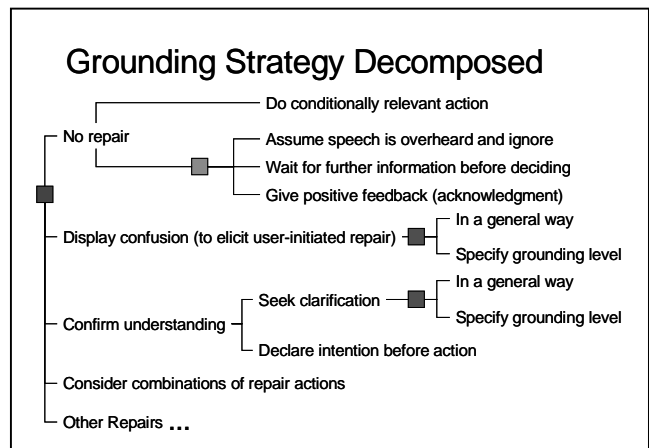 Grounding Strategy Decomposed
Do conditionally relevant action
No repair
Assume speech is overheard and ignore
Wait for further information before deciding
Give positive feedback (acknowledgment)
In a general way
Display confusion (to elicit user-initiated repair)
Specify grounding level
In a general way
Seek clarification
Specify grounding level
Confirm understanding
Declare intention before action
Consider combinations of repair actions
Other Repairs ...